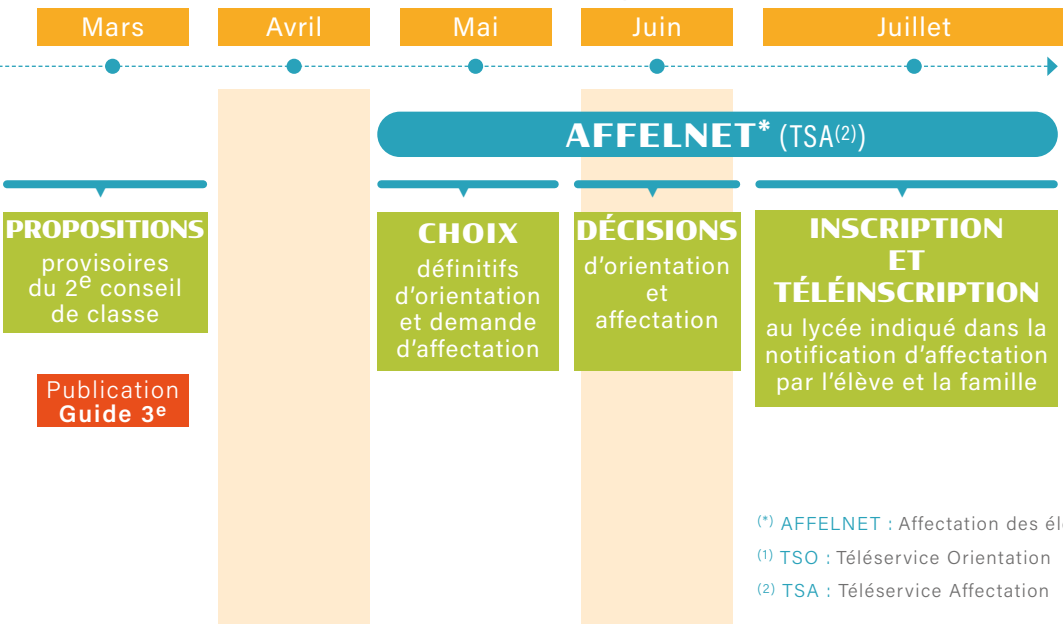 Mars
Avril
Mai
Juin
Juillet
AFFELNET* (TSA(2))
PROPOSITIONS
provisoires
du 2e conseil
de classe
CHOIX
définitifs
d'orientation
et demande
d'affectation
DÉCISIONS
d'orientation
et
affectation
INSCRIPTION
ET
TÉLÉINSCRIPTION
au lycée indiqué dans la
notification d'affectation
par l'élève et la famille
Publication
Guide 3e
(*) AFFELNET : Affectation des
(1) TSO : Téléservice Orientation
(2) TSA : Téléservice Affectation